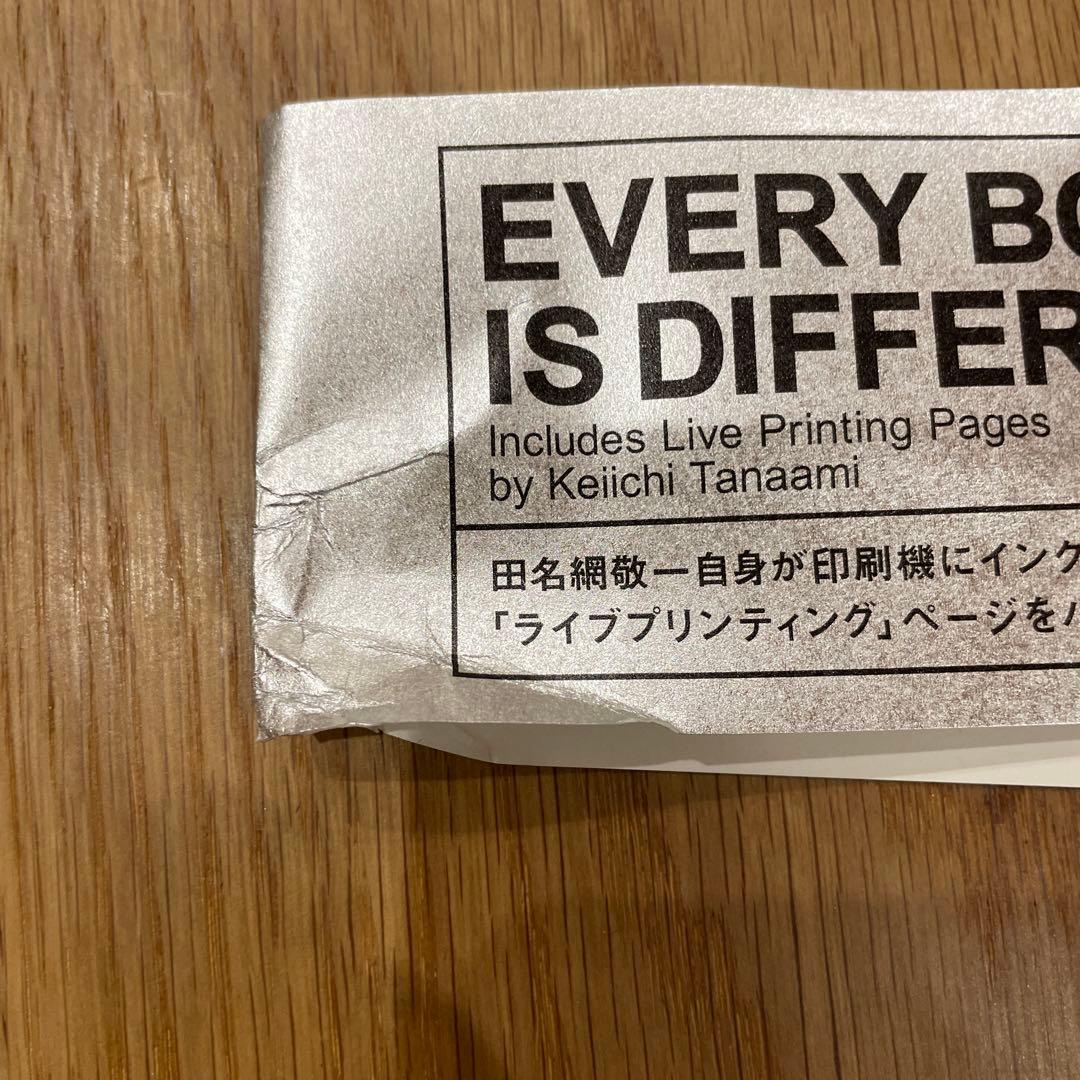 EVERY BO
IS DIFFER
Includes Live Printing Pages
by Keiichi Tanaami
田名網敬一自身が印刷機にインク
「ライブプリンティング」ページを